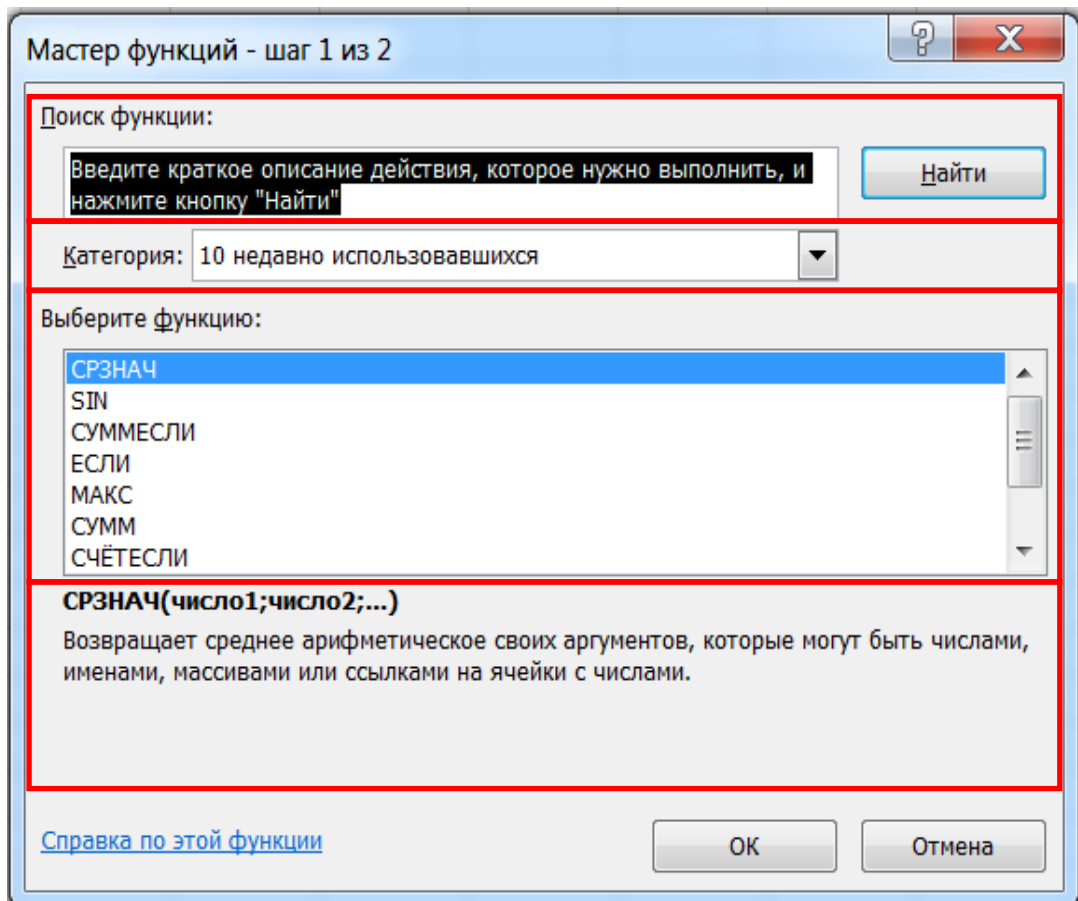 Мастер функций - шаг 1 из 2
Поиск функции:
Введите краткое описание действия, которое нужно выполнить, и
нажмите кнопку "Найти"
Найти
Категория: 10 недавно использовавшихся
Выберите функцию:
СРЗНАЧ
SIN
СУММЕСЛИ
ЕСЛИ
МАКС
СУММ
СЧЁТЕСЛИ
СРЗНАЧ(число1;число2;...)
Возвращает среднее арифметическое своих аргументов, которые могут быть числами,
именами, массивами или ссылками на ячейки с числами.
Справка по этой функции
ОК
Отмена